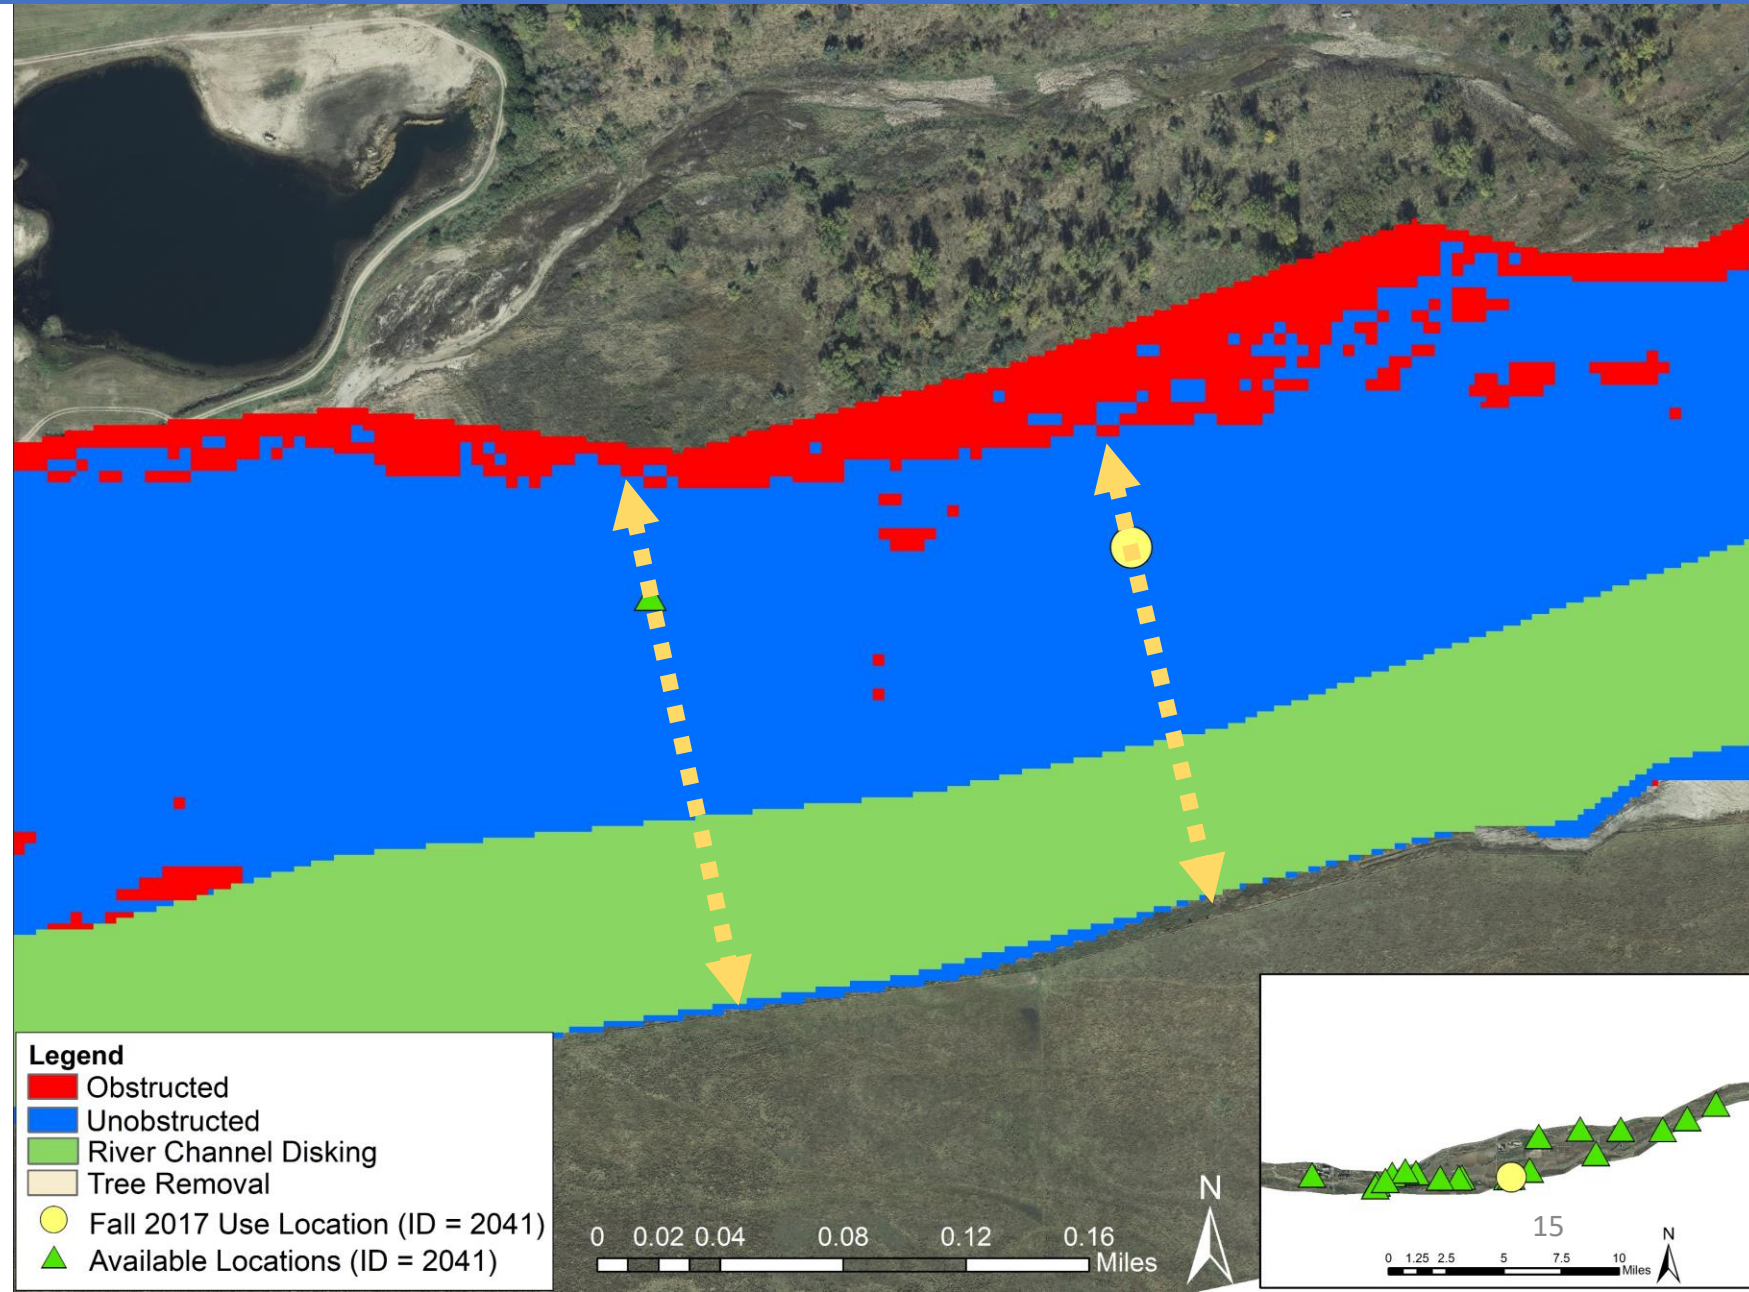 Legend
Obstructed
Unobstructed
River Channel Disking
Tree Removal
Fall 2017 Use Location (ID = 2041)
Available Locations (ID = 2041)
0 0.02 0.04 0.08 0.12 0.16
Miles
N
15
N
0 1.25 2.5 5 7.5 10
Miles